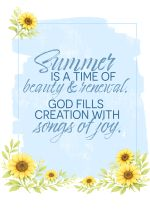 Summer
IS A TIME OF
beauty & renewal.
GOD FILLS
CREATION WITH
songs of joy.